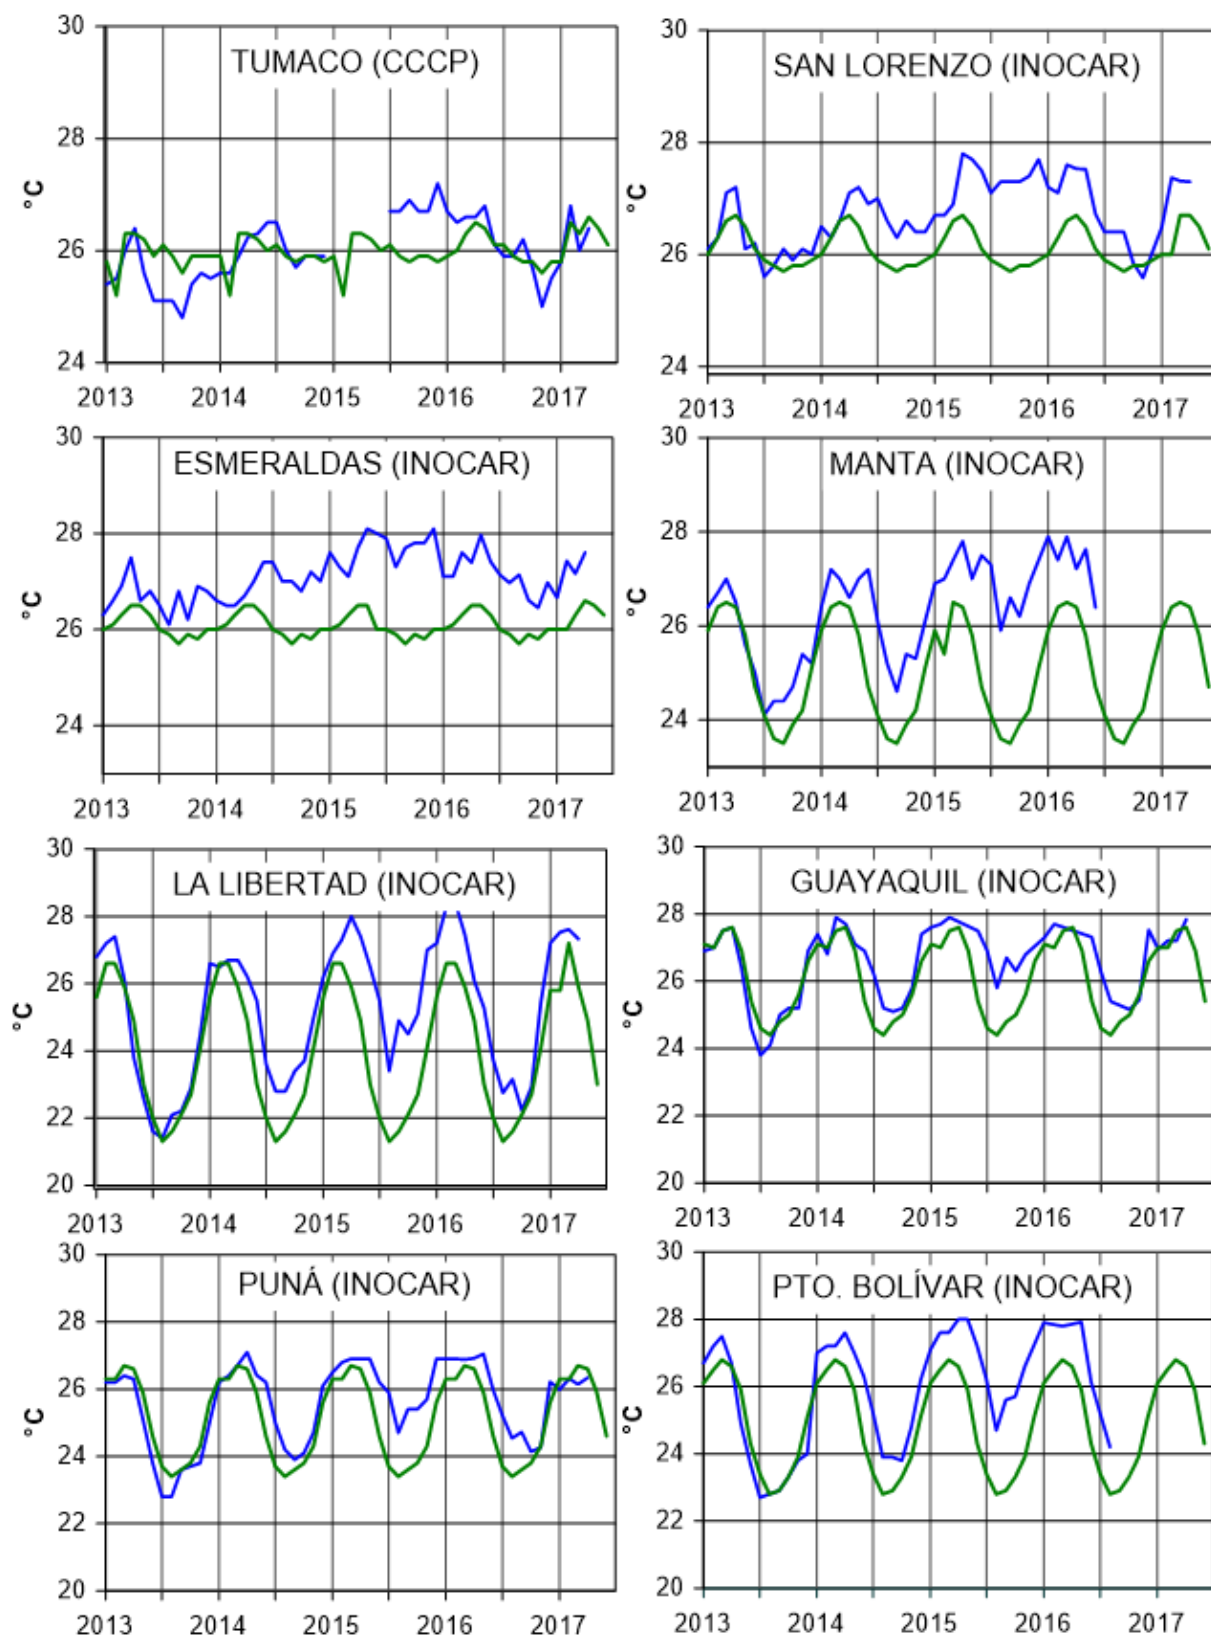 30
TUMACO (CCCP)
28
°C
26
24
2013 2014 2015 2016 2017
30
SAN LORENZO (INOCAR)
28
°C
26
24
2013 2014 2015 2016 2017
30
ESMERALDAS (INOCAR)
28
°C
26
24
2013 2014 2015 2016 2017
30
MANTA (INOCAR)
28
°C
26
24
2013 2014 2015 2016 2017
30
LA LIBERTAD (INOCAR)
28
26
°C
24
22
20
2013 2014 2015 2016 2017
30
GUAYAQUIL (INOCAR)
28
26
°C
24
22
20
2013 2014 2015 2016 2017
30
PUNÁ (INOCAR)
28
26
°C
24
22
20
2013 2014 2015 2016 2017
30
PTO. BOLÍVAR (INOCAR)
28
26
°C
24
22
20
2013 2014 2015 2016 2017